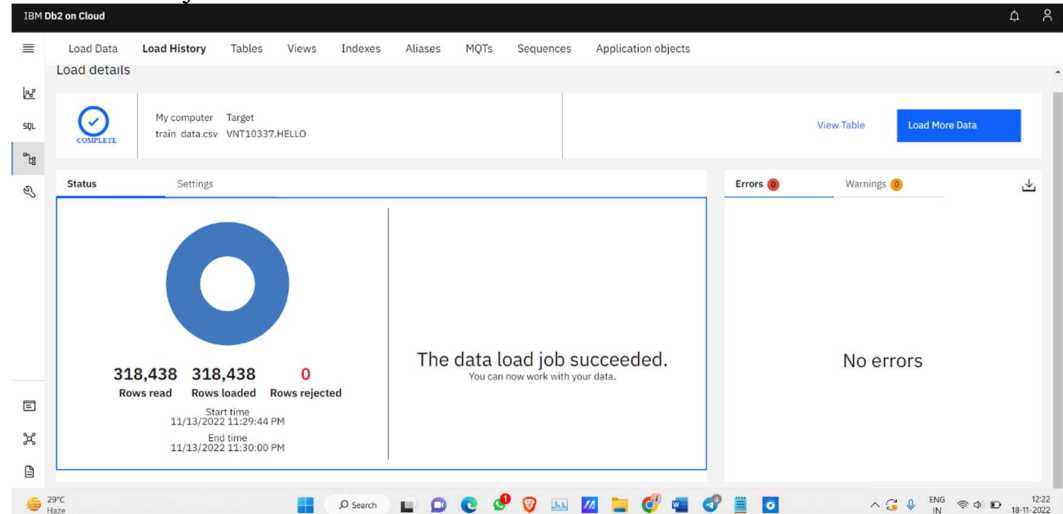 IBM Db2 on Cloud
Load Data Load History Tables Views Indexes Aliases MQTs Sequences Application objects
Load details
SQL
COMPLETE
My computer Target
train data.csv VNT10337.HELLO
View Table
Load More Data
Status Settings
Errors 0 Warnings 0
318,438 318,438 0
Rows read Rows loaded Rows rejected
Start time
11/13/2022 11:29:44 PM
End time
11/13/2022 11:30:00 PM
The data load job succeeded.
You can now work with your data.
No errors
29°C
Haze
Search
ENG
IN
12:22
18-11-2022